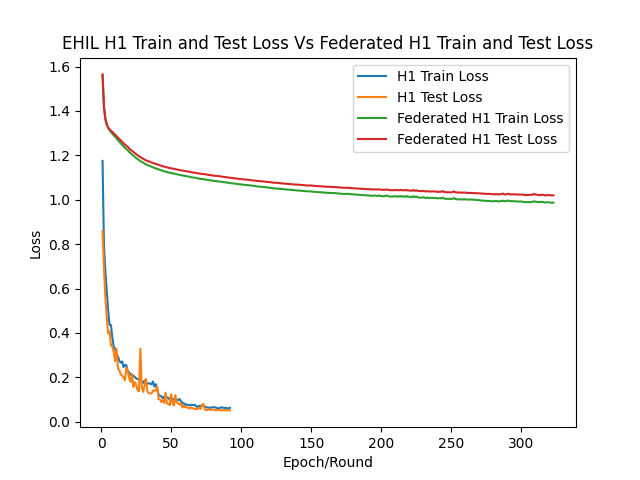 EHIL H1 Train and Test Loss Vs Federated H1 Train and Test Loss
H1 Train Loss
H1 Test Loss
Federated H1 Train Loss
Federated H1 Test Loss
Loss
1.6
1.4
1.2
1.0
0.8
0.6
0.4
0.2
0.0
0 50 100 150 200 250 300
Epoch/Round